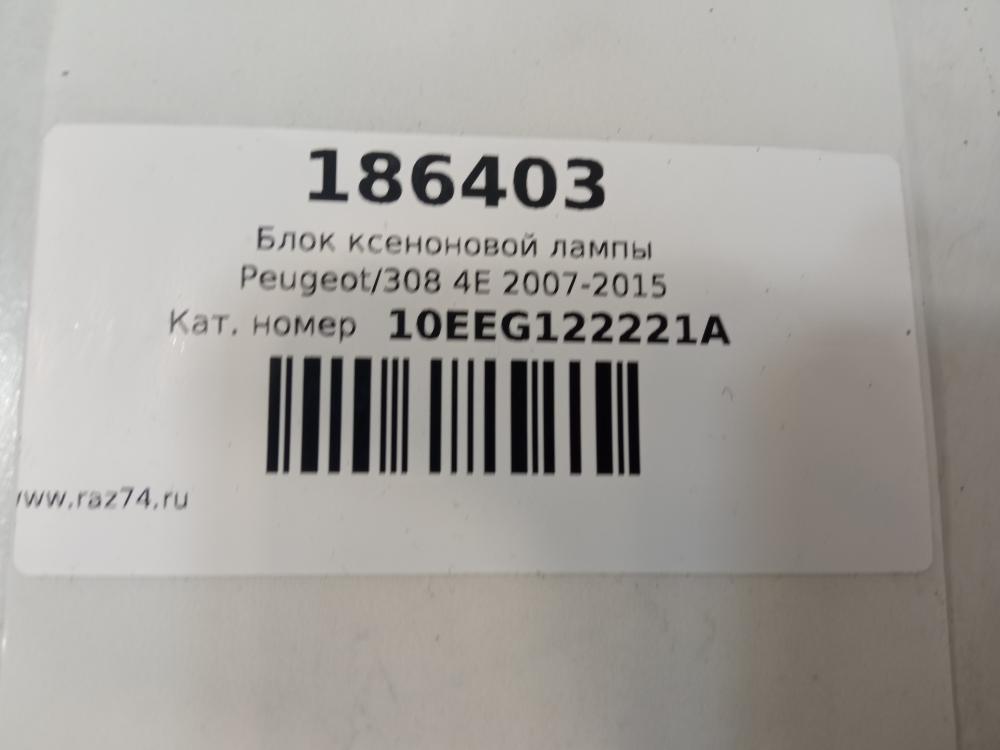 186403
Блок ксеноновой лампы
Peugeot/308 4E 2007-2015
Кат. номер 10EEG122221A
www.raz74.ru